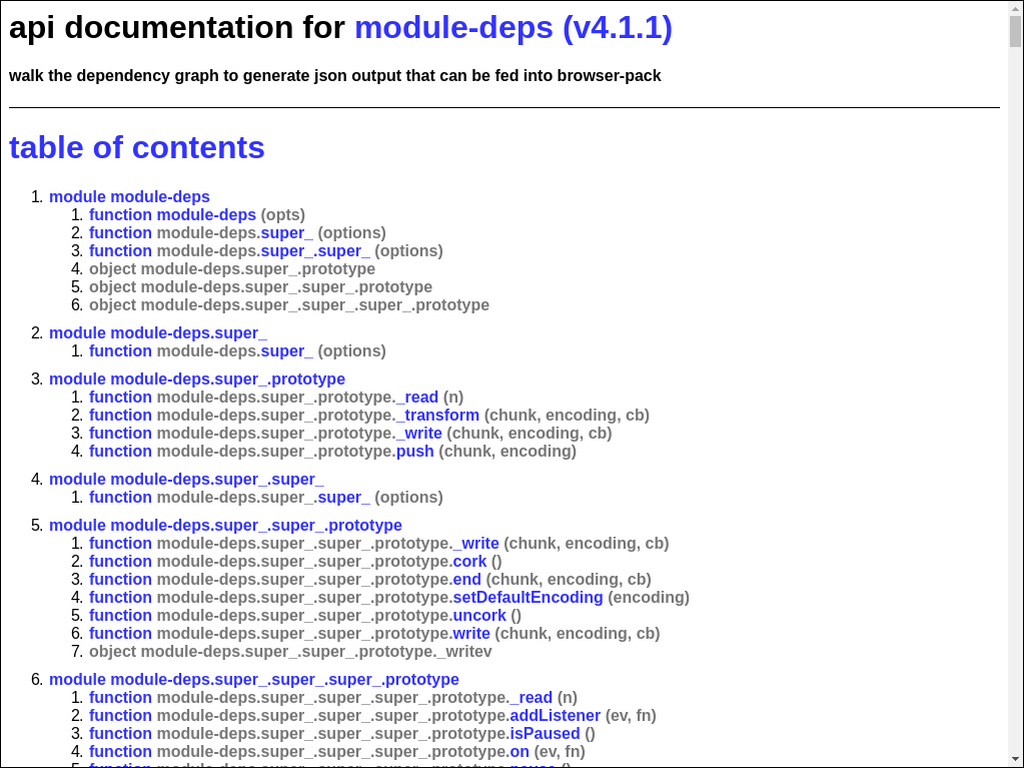 api documentation for module-deps (v4.1.1)
walk the dependency graph to generate json output that can be fed into browser-pack
table of contents
1. module module-deps
1. function module-deps (opts)
2. function module-deps.super_ (options)
3. function module-deps.super_.super_ (options)
4. object module-deps.super_.prototype
5. object module-deps.super_.super_.prototype
6. object module-deps.super_.super_.super_.prototype
2. module module-deps.super_
1. function module-deps.super_ (options)
3. module module-deps.super_.prototype
1. function module-deps.super_.prototype._read (n)
2. function module-deps.super_.prototype._transform (chunk, encoding, cb)
3. function module-deps.super_.prototype._write (chunk, encoding, cb)
4. function module-deps.super_.prototype.push (chunk, encoding)
4. module module-deps.super_.super_
1. function module-deps.super_.super_ (options)
5. module module-deps.super_.super_.prototype
1. function module-deps.super_.super_.prototype._write (chunk, encoding, cb)
2. function module-deps.super_.super_.prototype.cork ()
3. function module-deps.super_.super_.prototype.end (chunk, encoding, cb)
4. function module-deps.super_.super_.prototype.setDefaultEncoding (encoding)
5. function module-deps.super_.super_.prototype.uncork ()
6. function module-deps.super_.super_.prototype.write (chunk, encoding, cb)
7. object module-deps.super_.super_.prototype._writev
6. module module-deps.super_.super_.super_.prototype
1. function module-deps.super_.super_.super_.prototype._read (n)
2. function module-deps.super_.super_.super_.prototype.addListener (ev, fn)
3. function module-deps.super_.super_.super_.prototype.isPaused ()
4. function module-deps.super_.super_.super_.prototype.on (ev, fn)
5. function module-deps.super_.super_.super_.prototype.pause ()